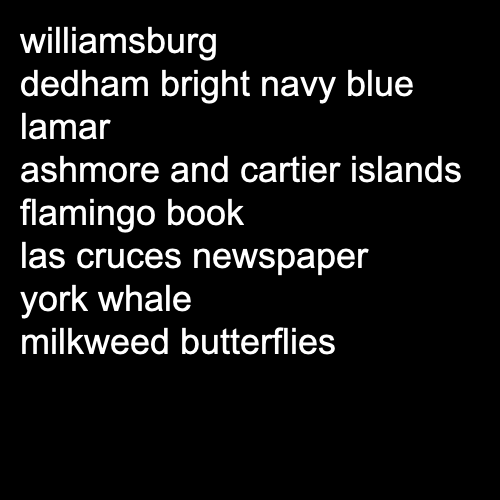 williamsburg
dedham bright navy blue
lamar
ashmore and cartier islands
flamingo book
las cruces newspaper
york whale
milkweed butterflies